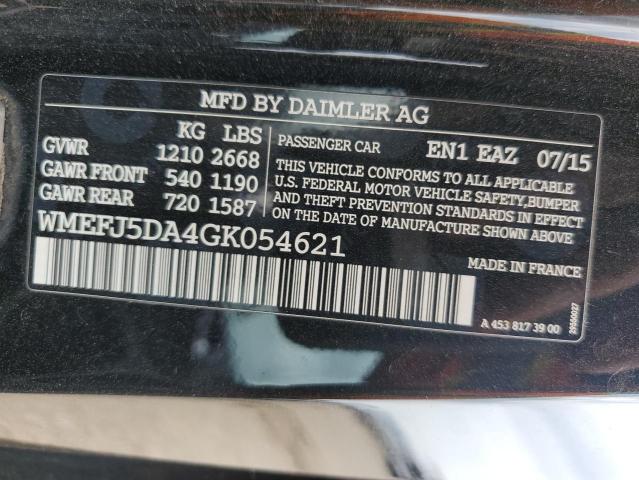 MFD BY DAIMLER AG
KG LBS
GVWR 1210 2668
GAWR FRONT 540 1190
GAWR REAR 720 1587
PASSENGER CAR EN1 EAZ 07/15
THIS VEHICLE CONFORMS TO ALL APPLICABLE
U.S. FEDERAL MOTOR VEHICLE SAFETY, BUMPER,
AND THEFT PREVENTION STANDARDS IN EFFECT
ON THE DATE OF MANUFACTURE SHOWN ABOVE.
WMEFJ5DA4GK054621
MADE IN FRANCE
A 453 817 39 00